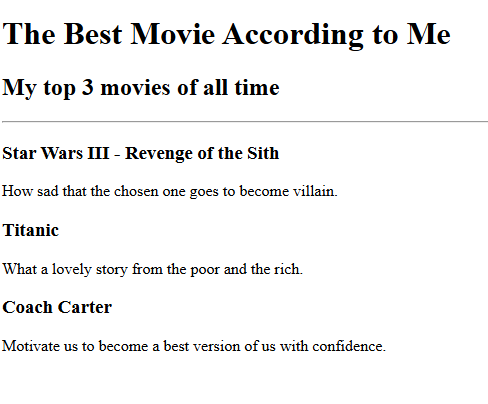 The Best Movie According to Me
My top 3 movies of all time
Star Wars III - Revenge of the Sith
How sad that the chosen one goes to become villain.
Titanic
What a lovely story from the poor and the rich.
Coach Carter
Motivate us to become a best version of us with confidence.